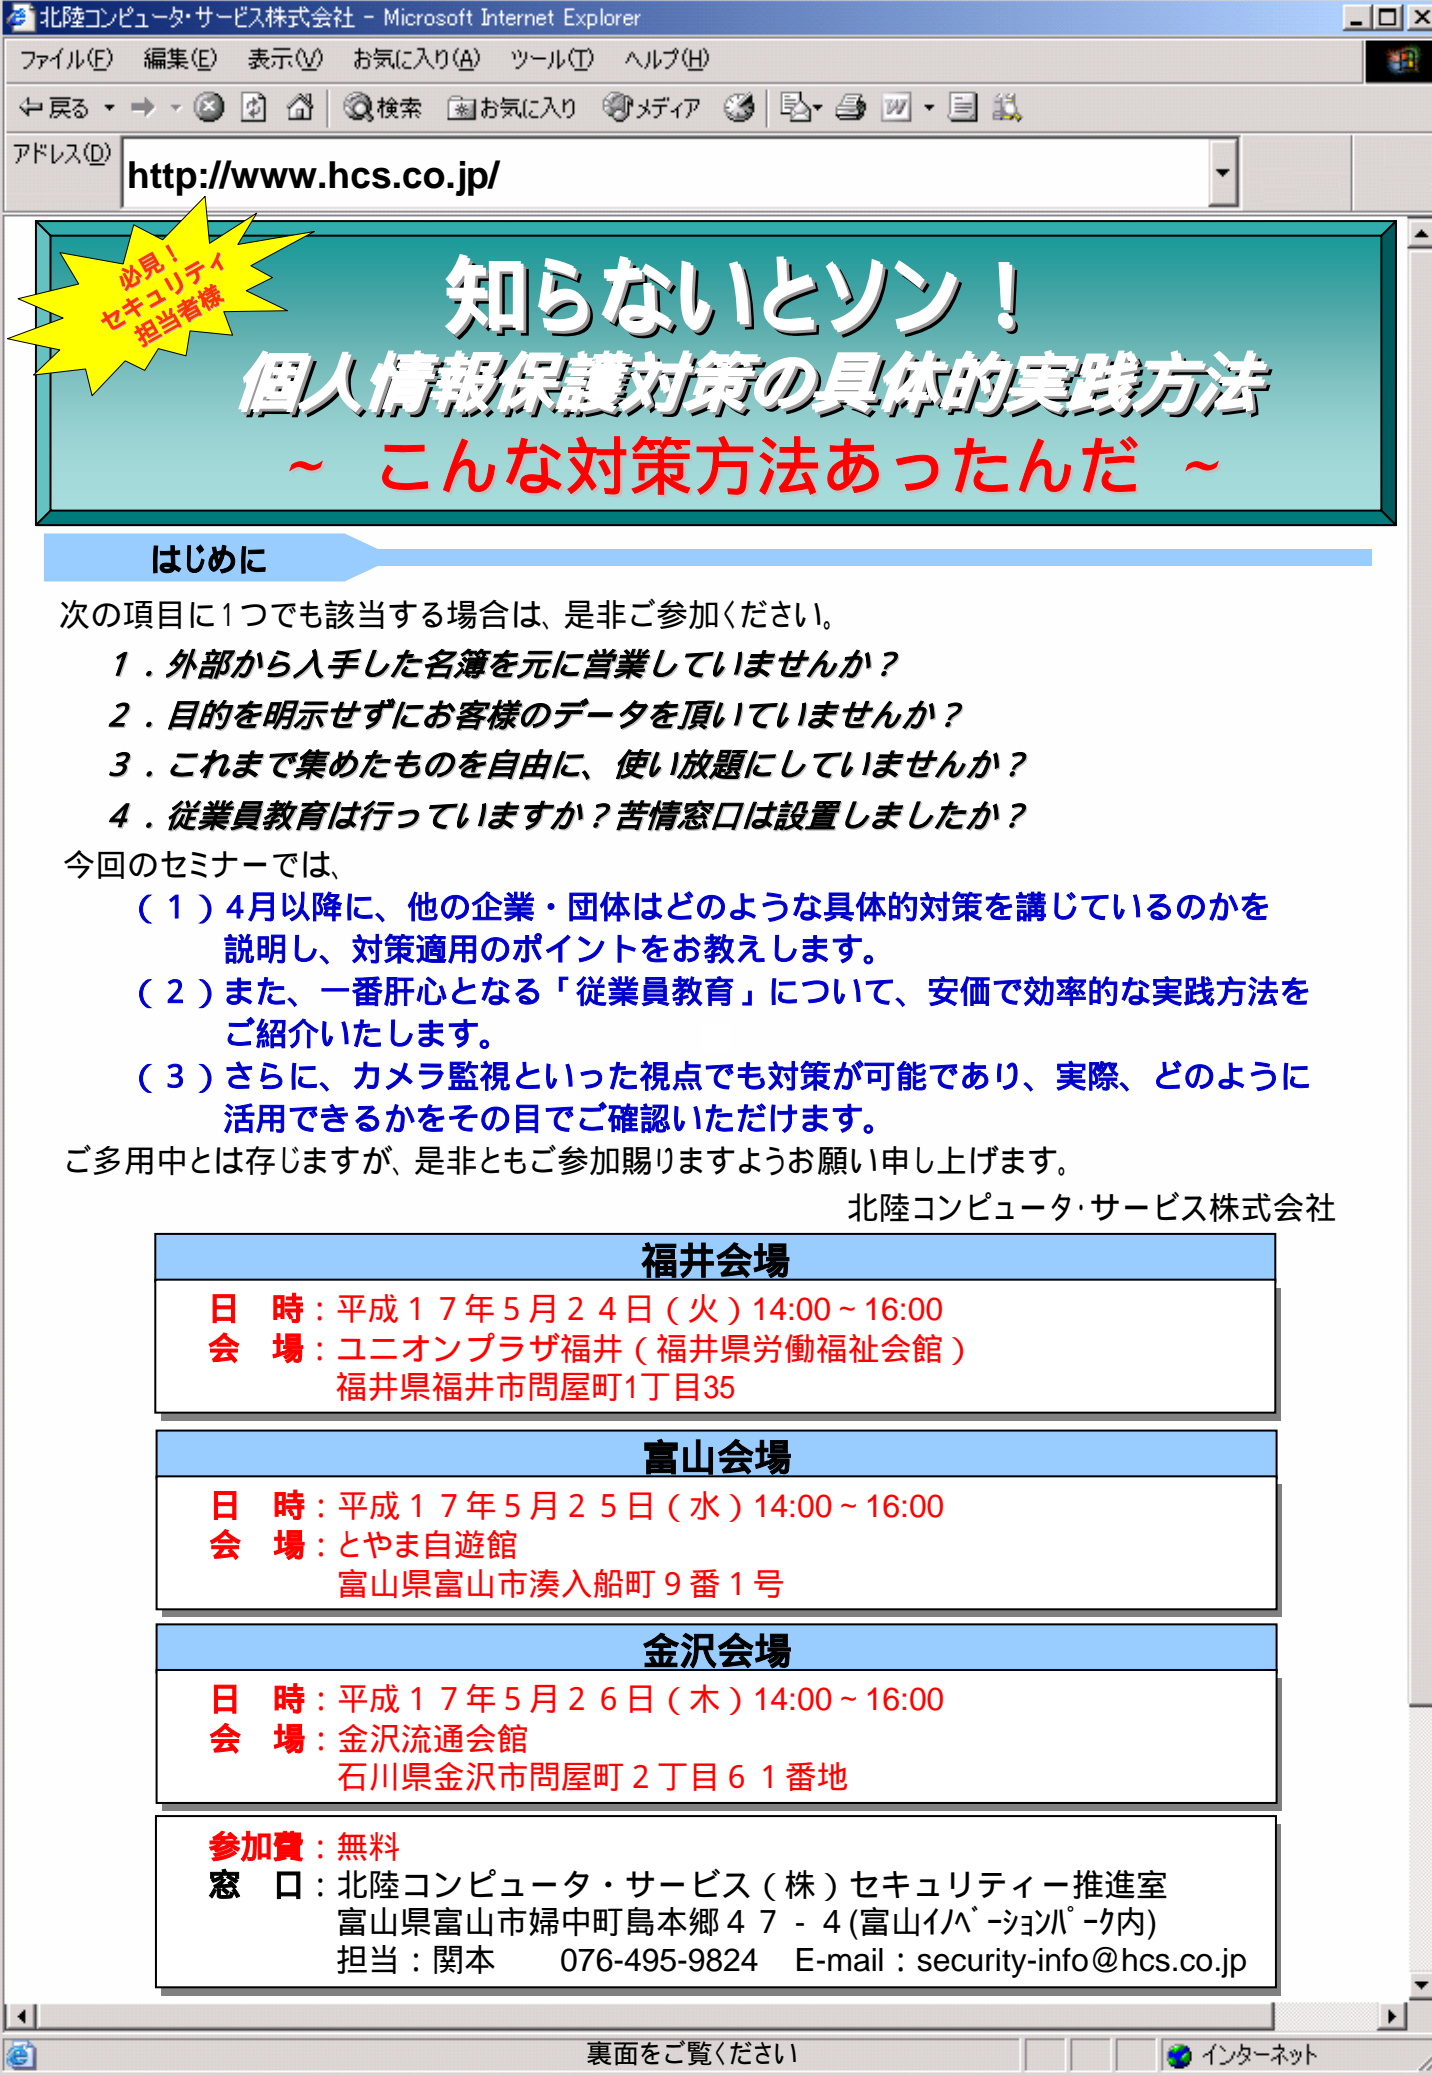 北陸コンピュータ・サービス株式会社 - Microsoft Internet Explorer
ファイル(F) 編集(E) 表示(V) お気に入り(A) ツール(T) ヘルプ(H)
戻る 検索 お気に入り メディア
アドレス(D) http://www.hcs.co.jp/
必見！
セキュリティ
担当者様
知らないとソン！
個人情報保護対策の具体的実践方法
~ こんな対策方法あったんだ ~
はじめに
次の項目に1つでも該当する場合は、是非ご参加ください。
１．外部から入手した名簿を元に営業していませんか？
２．目的を明示せずにお客様のデータを頂いていませんか？
３．これまで集めたものを自由に、使い放題にしていませんか？
４．従業員教育は行っていますか？苦情窓口は設置しましたか？
今回のセミナーでは、
（１）4月以降に、他の企業・団体はどのような具体的対策を講じているのかを
説明し、対策適用のポイントをお教えします。
（２）また、一番肝心となる「従業員教育」について、安価で効率的な実践方法を
ご紹介いたします。
（３）さらに、カメラ監視といった視点でも対策が可能であり、実際、どのように
活用できるかをその目でご確認いただけます。
ご多用中とは存じますが、是非ともご参加賜りますようお願い申し上げます。
北陸コンピュータ・サービス株式会社
福井会場
日　時：平成１７年５月２４日（火）14:00～16:00
会　場：ユニオンプラザ福井（福井県労働福祉会館）
福井県福井市問屋町1丁目35
富山会場
日　時：平成１７年５月２５日（水）14:00～16:00
会　場：とやま自遊館
富山県富山市湊入船町９番１号
金沢会場
日　時：平成１７年５月２６日（木）14:00～16:00
会　場：金沢流通会館
石川県金沢市問屋町２丁目６１番地
参加費：無料
窓　口：北陸コンピュータ・サービス（株）セキュリティー推進室
富山県富山市婦中町島本郷４７‐４(富山ｲﾉﾍﾞｰｼｮﾝﾊﾟｰｸ内)
担当：関本　　076-495-9824　E-mail：security-info@hcs.co.jp
裏面をご覧ください
インターネット